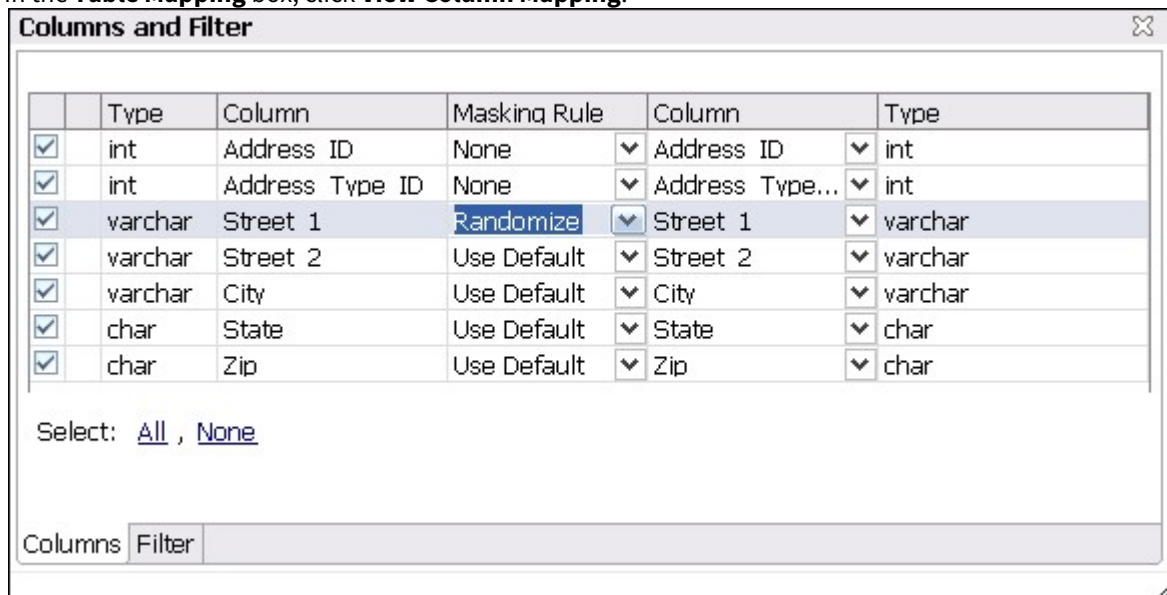 In the Table Mapping box, click View Column Mapping.
Columns and Filter
Type Column Masking Rule Column Type
int Address ID None Address ID int
int Address Type ID None Address Type... int
varchar Street 1 Randomize Street 1 varchar
varchar Street 2 Use Default Street 2 varchar
varchar City Use Default City varchar
char State Use Default State char
char Zip Use Default Zip char
Select: All , None
Columns Filter